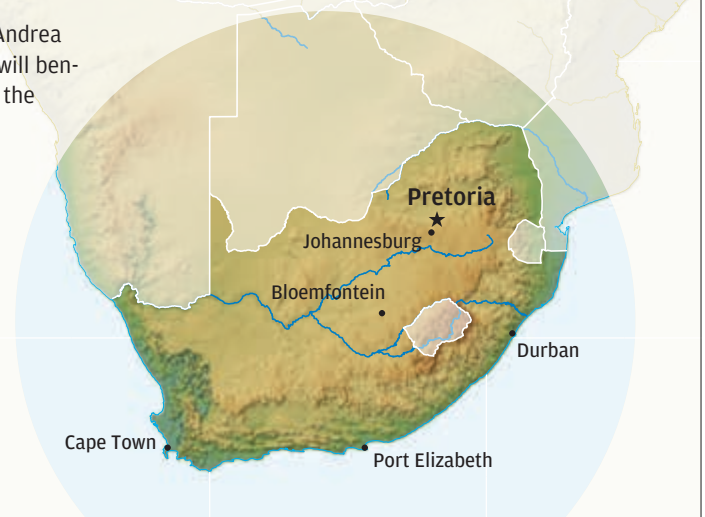 Andrea
will ben-
the
Pretoria
Johannesburg
Bloemfontein
Durban
Cape Town
Port Elizabeth